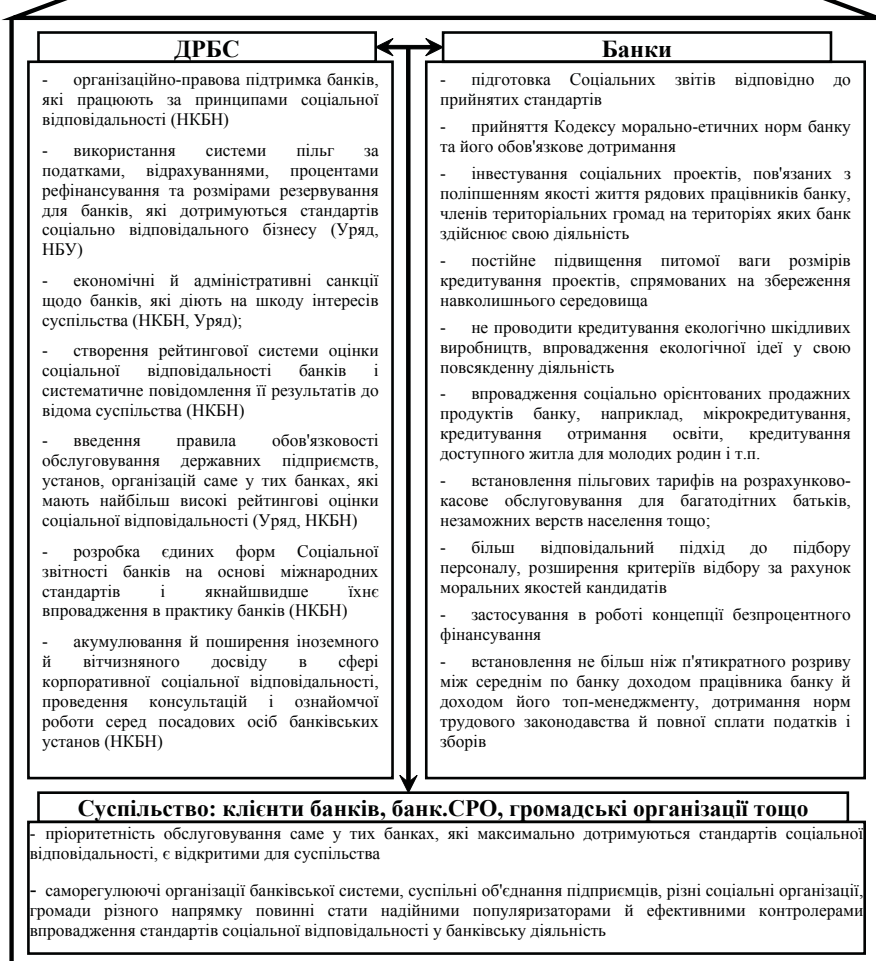 ДРБС
- організаційно-правова підтримка банків,
які працюють за принципами соціальної
відповідальності (НКБН)
- використання системи пільг за
податками, відрахуваннями, процентами
рефінансування та розмірами резервування
для банків, які дотримуються стандартів
соціально відповідального бізнесу (Уряд,
НБУ)
- економічні й адміністративні санкції
щодо банків, які діють на шкоду інтересів
суспільства (НКБН, Уряд);
- створення рейтингової системи оцінки
соціальної відповідальності банків і
систематичне повідомлення її результатів до
відома суспільства (НКБН)
- введення правила обов'язковості
обслуговування державних підприємств,
установ, організацій саме у тих банках, які
мають найбільш високі рейтингові оцінки
соціальної відповідальності (Уряд, НКБН)
- розробка єдиних форм Соціальної
звітності банків на основі міжнародних
стандартів і якнайшвидше їхнє
впровадження в практику банків (НКБН)
- акумулювання й поширення іноземного
й вітчизняного досвіду в сфері
корпоративної соціальної відповідальності,
проведення консультацій і ознайомчої
роботи серед посадових осіб банківських
установ (НКБН)
Банки
- підготовка Соціальних звітів відповідно до
прийнятих стандартів
- прийняття Кодексу морально-етичних норм банку
та його обов'язкове дотримання
- інвестування соціальних проектів, пов'язаних з
поліпшенням якості життя рядових працівників банку,
членів територіальних громад на територіях яких банк
здійснює свою діяльність
- постійне підвищення питомої ваги розмірів
кредитування проектів, спрямованих на збереження
навколишнього середовища
- не проводити кредитування екологічно шкідливих
виробництв, впровадження екологічної ідеї у свою
повсякденну діяльність
- впровадження соціально орієнтованих продажних
продуктів банку, наприклад, мікрокредитування,
кредитування отримання освіти, кредитування
доступного житла для молодих родин і т.п.
- встановлення пільгових тарифів на розрахунково-
касове обслуговування для багатодітних батьків,
незаможних верств населення тощо;
- більш відповідальний підхід до підбору
персоналу, розширення критеріїв відбору за рахунок
моральних якостей кандидатів
- застосування в роботі концепції безпроцентного
фінансування
- встановлення не більш ніж п'ятикратного розриву
між середнім по банку доходом працівника банку й
доходом його топ-менеджменту, дотримання норм
трудового законодавства й повної сплати податків і
зборів
Суспільство: клієнти банків, банк.СРО, громадські організації тощо
- пріоритетність обслуговування саме у тих банках, які максимально дотримуються стандартів соціальної
відповідальності, є відкритими для суспільства
- саморегулюючі організації банківської системи, суспільні об'єднання підприємців, різні соціальні організації,
громади різного напрямку повинні стати надійними популяризаторами й ефективними контролерами
впровадження стандартів соціальної відповідальності у банківську діяльність